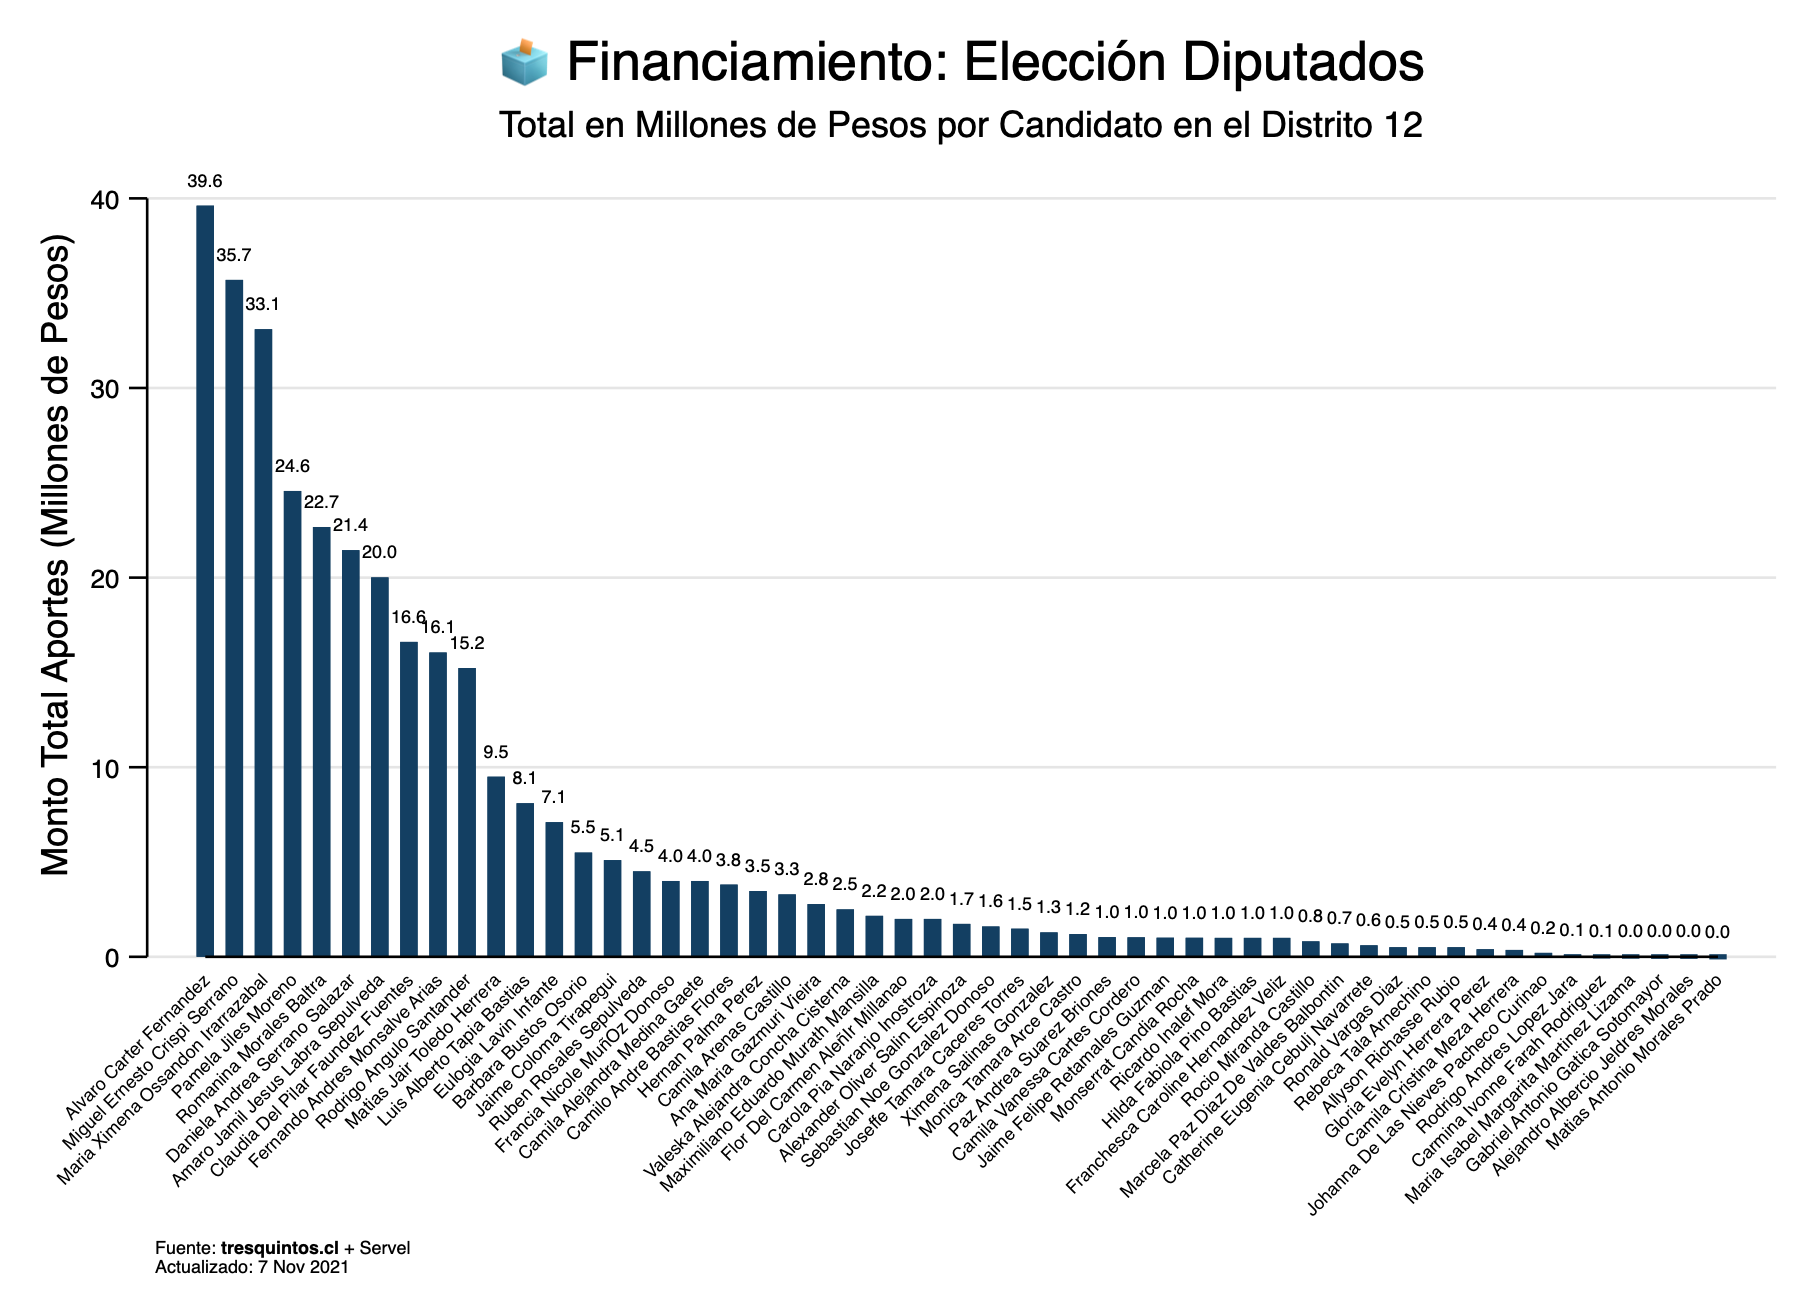 Financiamiento: Elección Diputados
Total en Millones de Pesos por Candidato en el Distrito 12
Monto Total Aportes (Millones de Pesos)
40
30
20
10
0
39.6
35.7
33.1
24.6
22.7
21.4
20.0
16.6
16.1
15.2
9.5
8.1
7.1
5.5
5.1
4.5
4.0
4.0
3.8
3.5
3.3
2.8
2.5
2.2
2.0
2.0
1.7
1.6
1.5
1.3
1.2
1.0
1.0
1.0
1.0
1.0
1.0
1.0
0.8
0.7
0.6
0.5
0.5
0.5
0.4
0.4
0.2
0.1
0.1
0.0
0.0
0.0
0.0
Alvaro Carter Fernandez
Miguel Ernesto Crispi Serrano
Maria Ximena Ossandon Irarrazabal
Pamela Jiles Moreno
Romanina Morales Baltra
Daniela Andrea Serrano Salazar
Amaro Jamil Jesus Labra Sepulveda
Claudia Del Pilar Faundez Fuentes
Fernando Andres Monsalve Arias
Rodrigo Angulo Santander
Matias Jair Toledo Herrera
Luis Alberto Tapia Bastias
Eulogia Lavin Infante
Barbara Bustos Osorio
Jaime Coloma Tirapegui
Ruben Rosales Sepulveda
Francia Nicole MunOz Donoso
Camila Alejandra Medina Gaete
Camilo Andre Bastias Flores
Hernan Palma Perez
Camila Arenas Castillo
Ana Maria Gazmuri Vieira
Valeska Alejandra Concha Cisterna
Maximiliano Eduardo Murath Mansilla
Flor Del Carmen Alefilr Millanao
Carola Pia Naranjo Inostroza
Alexander Oliver Salin Espinoza
Sebastian Noe Gonzalez Donoso
Joseffe Tamara Caceres Torres
Ximena Salinas Gonzalez
Monica Tamara Arce Castro
Paz Andrea Suarez Briones
Camila Vanessa Cartes Cordero
Jaime Felipe Retamales Guzman
Monserrat Candia Rocha
Ricardo Inalef Mora
Hilda Fabiola Pino Bastias
Franchesca Caroline Hernandez Veliz
Rocio Miranda Castillo
Marcela Paz Diaz De Valdes Balbontin
Catherine Eugenia Cebulj Navarrete
Ronald Vargas Diaz
Rebeca Tala Arnechino
Allyson Richasse Rubio
Gloria Evelyn Herrera Perez
Camila Cristina Meza Herrera
Johanna De Las Nieves Pacheco Curinao
Rodrigo Andres Lopez Jara
Carmina Ivonne Farah Rodriguez
Maria Isabel Margarita Martinez Lizama
Gabriel Antonio Gatica Sotomayor
Alejandro Albercio Jeldres Morales
Matias Antonio Morales Prado
Fuente: tresquintos.cl + Servel
Actualizado: 7 Nov 2021